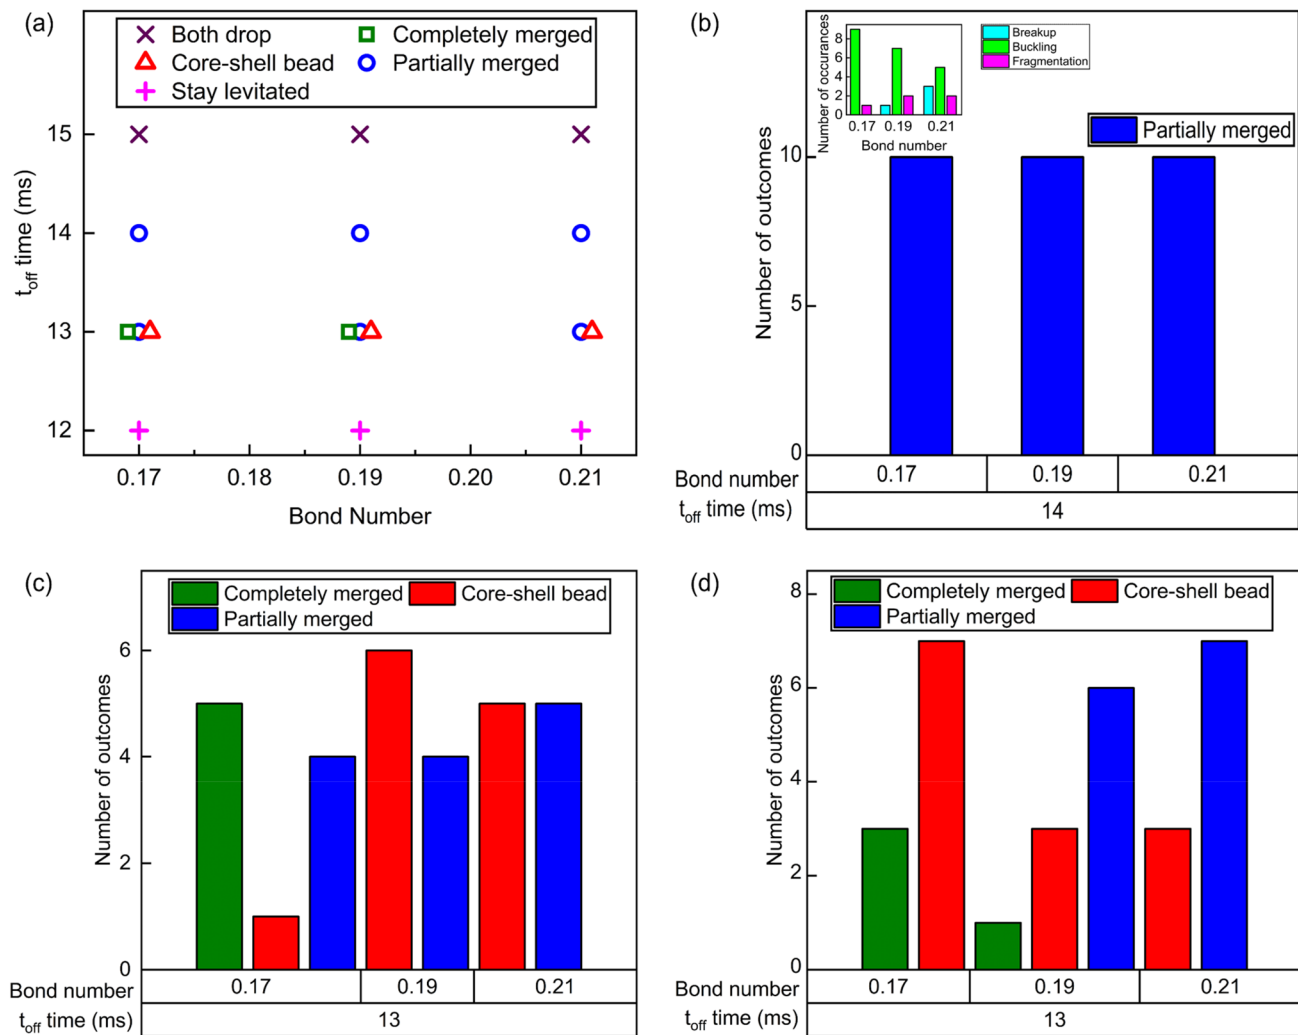 (a)
Both drop
Completely merged
Core-shell bead
Partially merged
Stay levitated
15
14
13
12
t_off time (ms)
0.17
0.18
0.19
0.20
0.21
Bond Number
(b)
Number of occurances
8
6
4
2
0
0.17
0.19
0.21
Bond number
Breakup
Buckling
Fragmentation
Partially merged
10
5
0
Number of outcomes
Bond number
0.17
0.19
0.21
t_off time (ms)
14
(c)
Completely merged
Core-shell bead
Partially merged
6
4
2
0
Number of outcomes
Bond number
0.17
0.19
0.21
t_off time (ms)
13
(d)
Completely merged
Core-shell bead
Partially merged
8
6
4
2
0
Number of outcomes
Bond number
0.17
0.19
0.21
t_off time (ms)
13